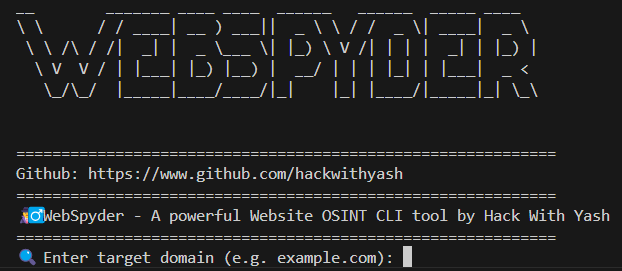 WEBSPYDER
============================================================
Github: https://www.github.com/hackwithyash
============================================================
🕵️‍♂️WebSpyder - A powerful Website OSINT CLI tool by Hack With Yash
============================================================
🔍 Enter target domain (e.g. example.com):